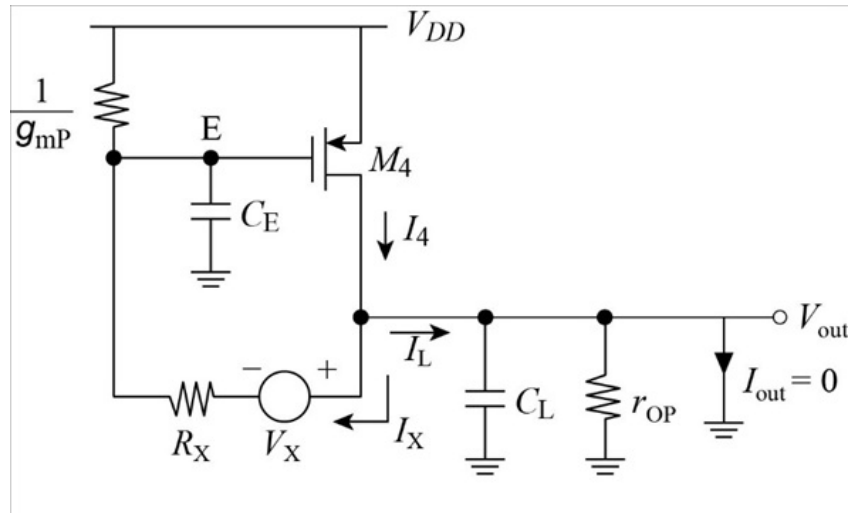 V_DD
1
g_mP
E
M_4
C_E
I_4
V_out
I_L
I_out = 0
− +
C_L
r_OP
R_X
V_X
I_X